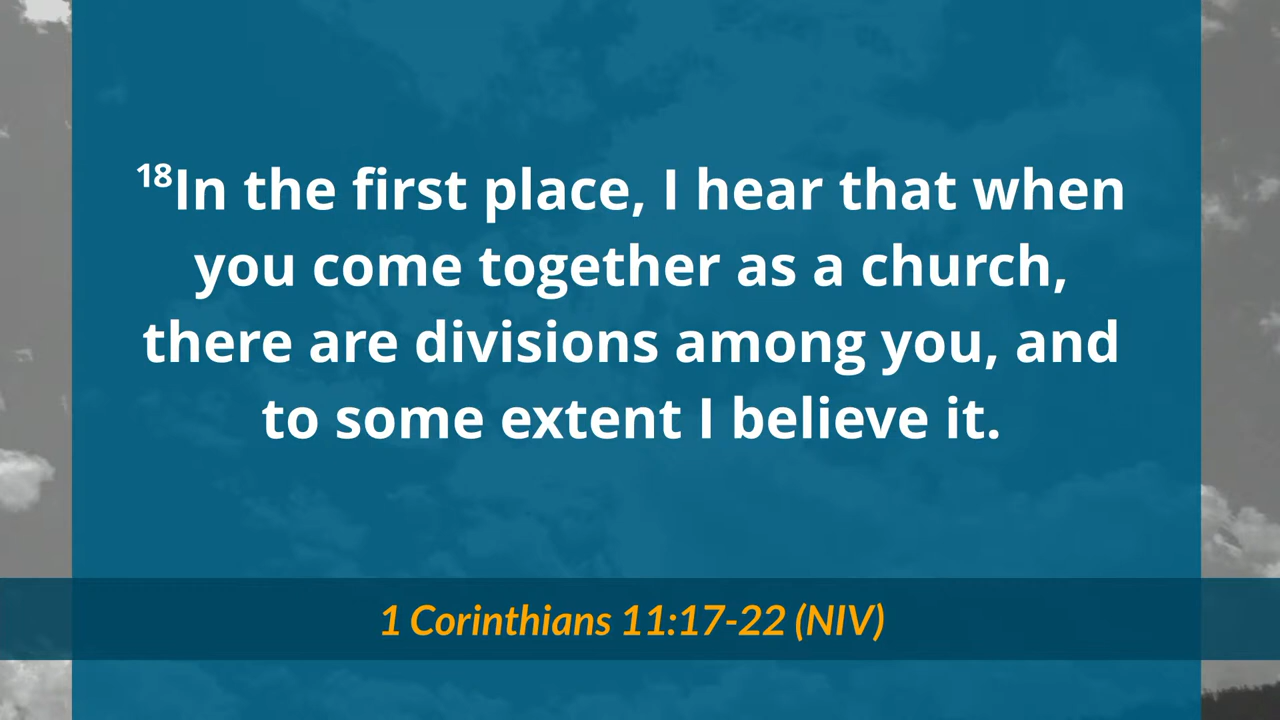 ¹⁸In the first place, I hear that when
you come together as a church,
there are divisions among you, and
to some extent I believe it.
1 Corinthians 11:17-22 (NIV)